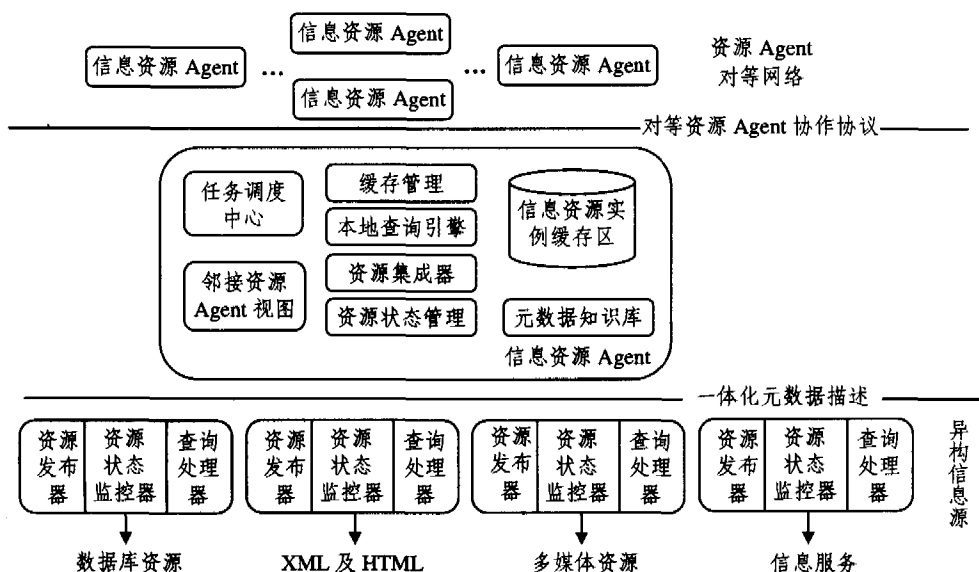 信息资源 Agent
信息资源 Agent
…
信息资源 Agent
…
信息资源 Agent
资源 Agent
对等网络
对等资源 Agent 协作协议
任务调度
中心
邻接资源
Agent 视图
缓存管理
本地查询引擎
资源集成器
资源状态管理
信息资源实
例缓存区
元数据知识库
信息资源 Agent
一体化元数据描述
资源
发布
器
资源
状态
监控器
查询
处理
器
资源
发布
器
资源
状态
监控器
查询
处理
器
资源
发布
器
资源
状态
监控器
查询
处理
器
资源
发布
器
资源
状态
监控器
查询
处理
器
异构信息源
数据库资源
XML 及 HTML
多媒体资源
信息服务